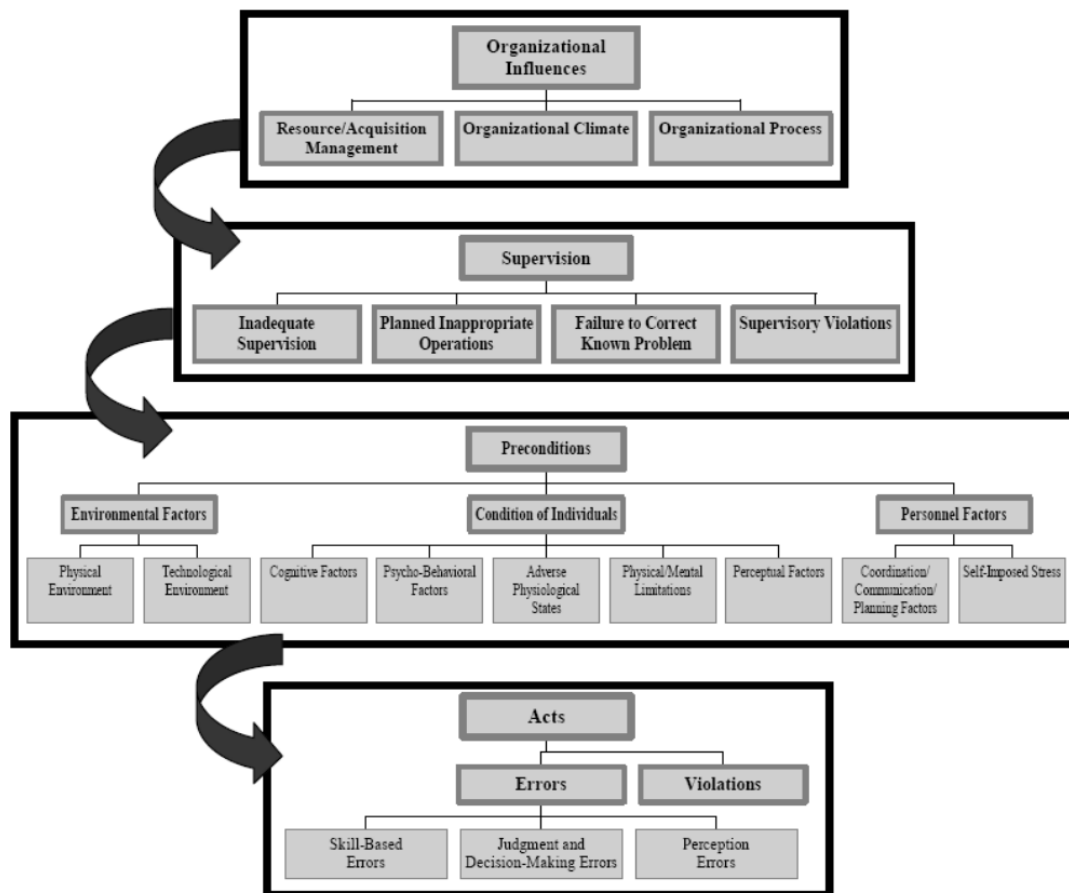 Organizational
Influences
Resource/Acquisition
Management
Organizational Climate
Organizational Process
Supervision
Inadequate
Supervision
Planned Inappropriate
Operations
Failure to Correct
Known Problem
Supervisory Violations
Preconditions
Environmental Factors
Condition of Individuals
Personnel Factors
Physical
Environment
Technological
Environment
Cognitive Factors
Psycho-Behavioral
Factors
Adverse
Physiological
States
Physical/Mental
Limitations
Perceptual Factors
Coordination/
Communication/
Planning Factors
Self-Imposed Stress
Acts
Errors
Violations
Skill-Based
Errors
Judgment and
Decision-Making Errors
Perception
Errors